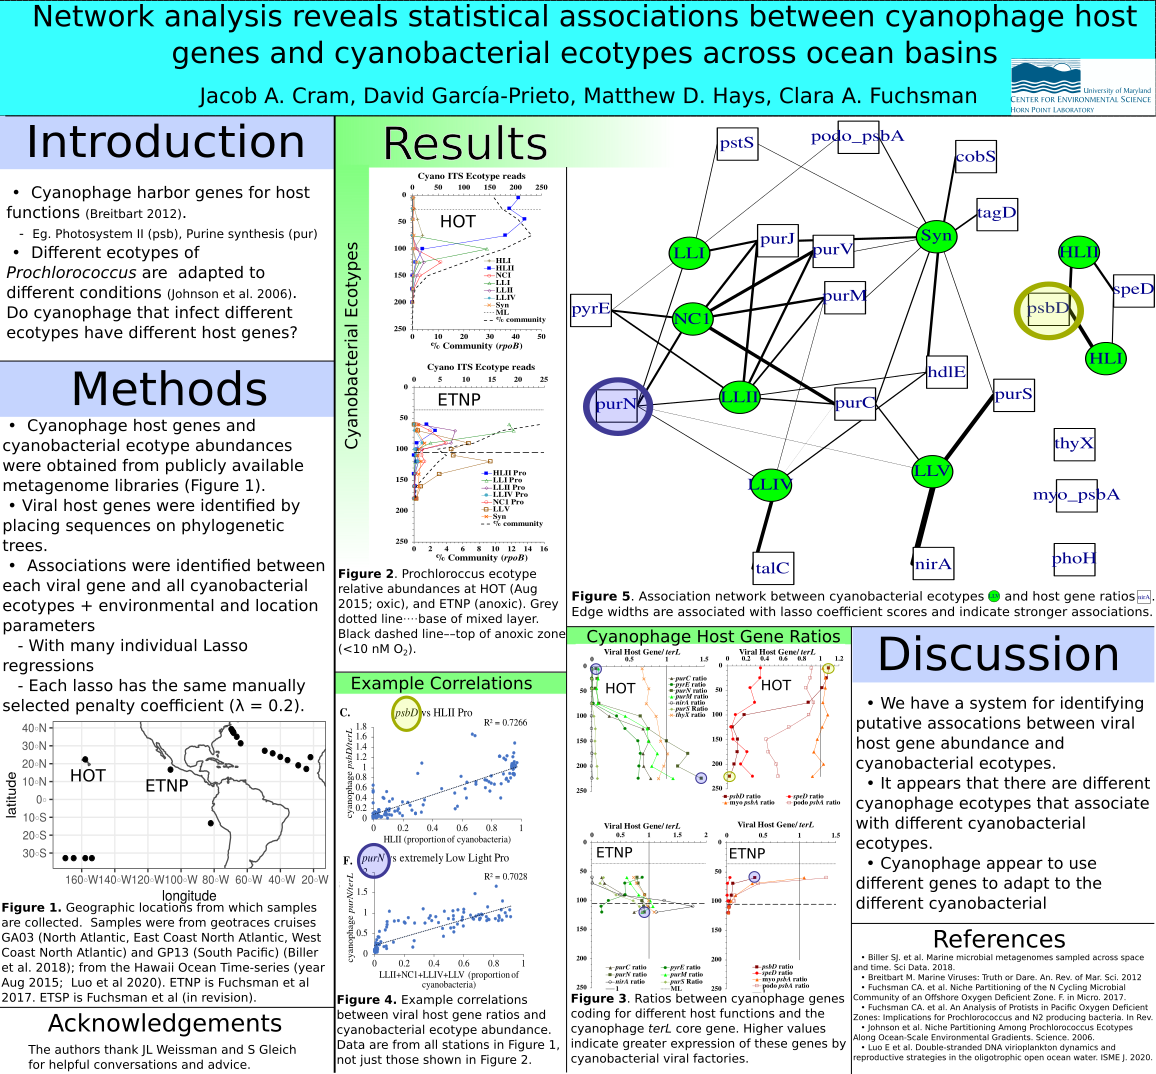 Network analysis reveals statistical associations between cyanophage host
genes and cyanobacterial ecotypes across ocean basins
Jacob A. Cram, David García-Prieto, Matthew D. Hays, Clara A. Fuchsman
University of Maryland
CENTER FOR ENVIRONMENTAL SCIENCE
HORN POINT LABORATORY
Introduction
• Cyanophage harbor genes for host
functions (Breitbart 2012).
- Eg. Photosystem II (psb), Purine synthesis (pur)
• Different ecotypes of
Prochlorococcus are adapted to
different conditions (Johnson et al. 2006).
Do cyanophage that infect different
ecotypes have different host genes?
Methods
• Cyanophage host genes and
cyanobacterial ecotype abundances
were obtained from publicly available
metagenome libraries (Figure 1).
• Viral host genes were identified by
placing sequences on phylogenetic
trees.
• Associations were identified between
each viral gene and all cyanobacterial
ecotypes + environmental and location
parameters
- With many individual Lasso
regressions
- Each lasso has the same manually
selected penalty coefficient (λ = 0.2).
40◦N
30◦N
20◦N
10◦N
0◦
10◦S
20◦S
30◦S
latitude
HOT
ETNP
160◦W 140◦W 120◦W 100◦W 80◦W 60◦W 40◦W 20◦W
longitude
Figure 1. Geographic locations from which samples
are collected. Samples were from geotraces cruises
GA03 (North Atlantic, East Coast North Atlantic, West
Coast North Atlantic) and GP13 (South Pacific) (Biller
et al. 2018); from the Hawaii Ocean Time-series (year
Aug 2015; Luo et al 2020). ETNP is Fuchsman et al
2017. ETSP is Fuchsman et al (in revision).
Acknowledgements
The authors thank JL Weissman and S Gleich
for helpful conversations and advice.
Results
Cyanobacterial Ecotypes
Cyano ITS Ecotype reads
0 50 100 150 200 250
0
50
100
150
200
250
HOT
HLI
HLII
NC1
LLI
LLII
LLIV
Syn
ML
% community
0 10 20 30 40 50
% Community (rpoB)
Cyano ITS Ecotype reads
0 5 10 15 20 25
0
50
100
150
200
250
ETNP
HLII Pro
LLI Pro
LLII Pro
LLIV Pro
NC1 Pro
LLV
Syn
% community
0 2 4 6 8 10 12 14 16
% Community (rpoB)
Figure 2. Prochloroccus ecotype
relative abundances at HOT (Aug
2015; oxic), and ETNP (anoxic). Grey
dotted line····base of mixed layer.
Black dashed line––top of anoxic zone
(<10 nM O2).
Example Correlations
C. psbD vs HLII Pro
R² = 0.7266
cyanophage psbD/terL
1.8
1.6
1.4
1.2
1
0.8
0.6
0.4
0.2
0
0 0.2 0.4 0.6 0.8 1
HLII (proportion of cyanobacteria)
F. purN vs extremely Low Light Pro
R² = 0.7028
cyanophage purN/terL
1.5
1
0.5
0
0 0.2 0.4 0.6 0.8 1
LLII+NC1+LLIV+LLV (proportion of
cyanobacteria)
Figure 4. Example correlations
between viral host gene ratios and
cyanobacterial ecotype abundance.
Data are from all stations in Figure 1,
not just those shown in Figure 2.
pstS
podo_psbA
cobS
tagD
Syn
LLI
purJ
purV
HLII
speD
psbD
purM
pyrE
NC1
HLI
hdlE
LLII
purN
purC
purS
thyX
LLV
LLIV
myo_psbA
talC
nirA
phoH
Figure 5. Association network between cyanobacterial ecotypes LLIV and host gene ratios nirA.
Edge widths are associated with lasso coefficient scores and indicate stronger associations.
Cyanophage Host Gene Ratios
Viral Host Gene/ terL
0 0.5 1 1.5
0
50
100
150
200
250
HOT
purC ratio
pyrE ratio
purN ratio
purM ratio
nirA ratio
purS Ratio
thyX ratio
Viral Host Gene/ terL
0 0.2 0.4 0.6 0.8 1 1.2
0
50
100
150
200
250
HOT
psbD ratio
speD ratio
myo psbA ratio
podo psbA ratio
Viral Host Gene/ terL
0 0.5 1 1.5 2
0
50
100
150
200
ETNP
purC ratio
pyrE ratio
purN ratio
purM ratio
nirA ratio
purS Ratio
1
ML
Viral Host Gene/ terL
0 0.5 1 1.5
0
50
100
150
200
ETNP
psbD ratio
speD ratio
myo psbA ratio
podo psbA ratio
1
Figure 3. Ratios between cyanophage genes
coding for different host functions and the
cyanophage terL core gene. Higher values
indicate greater expression of these genes by
cyanobacterial viral factories.
Discussion
• We have a system for identifying
putative assocations between viral
host gene abundance and
cyanobacterial ecotypes.
• It appears that there are different
cyanophage ecotypes that associate
with different cyanobacterial
ecotypes.
• Cyanophage appear to use
different genes to adapt to the
different cyanobacterial
References
• Biller SJ. et al. Marine microbial metagenomes sampled across space
and time. Sci Data. 2018.
• Breitbart M. Marine Viruses: Truth or Dare. An. Rev. of Mar. Sci. 2012
• Fuchsman CA. et al. Niche Partitioning of the N Cycling Microbial
Community of an Offshore Oxygen Deficient Zone. F. in Micro. 2017.
• Fuchsman CA. et al. An Analysis of Protists in Pacific Oxygen Deficient
Zones: Implications for Prochlorococcus and N2 producing bacteria. In Rev.
• Johnson et al. Niche Partitioning Among Prochlorococcus Ecotypes
Along Ocean-Scale Environmental Gradients. Science. 2006.
• Luo E et al. Double-stranded DNA virioplankton dynamics and
reproductive strategies in the oligotrophic open ocean water. ISME J. 2020.